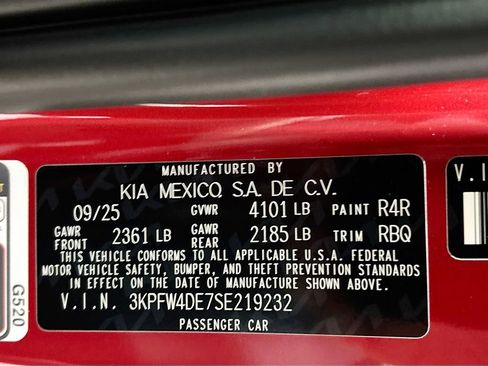 MANUFACTURED BY
KIA MEXICO, S.A. DE C.V.
09/25 GVWR 4101 LB PAINT R4R
GAWR FRONT 2361 LB GAWR REAR 2185 LB TRIM RBQ
THIS VEHICLE CONFORMS TO ALL APPLICABLE U.S.A. FEDERAL
MOTOR VEHICLE SAFETY, BUMPER, AND THEFT PREVENTION STANDARDS
IN EFFECT ON THE DATE OF MANUFACTURE SHOWN ABOVE.
V.I.N. 3KPFW4DE7SE219232
PASSENGER CAR
G520
V.I